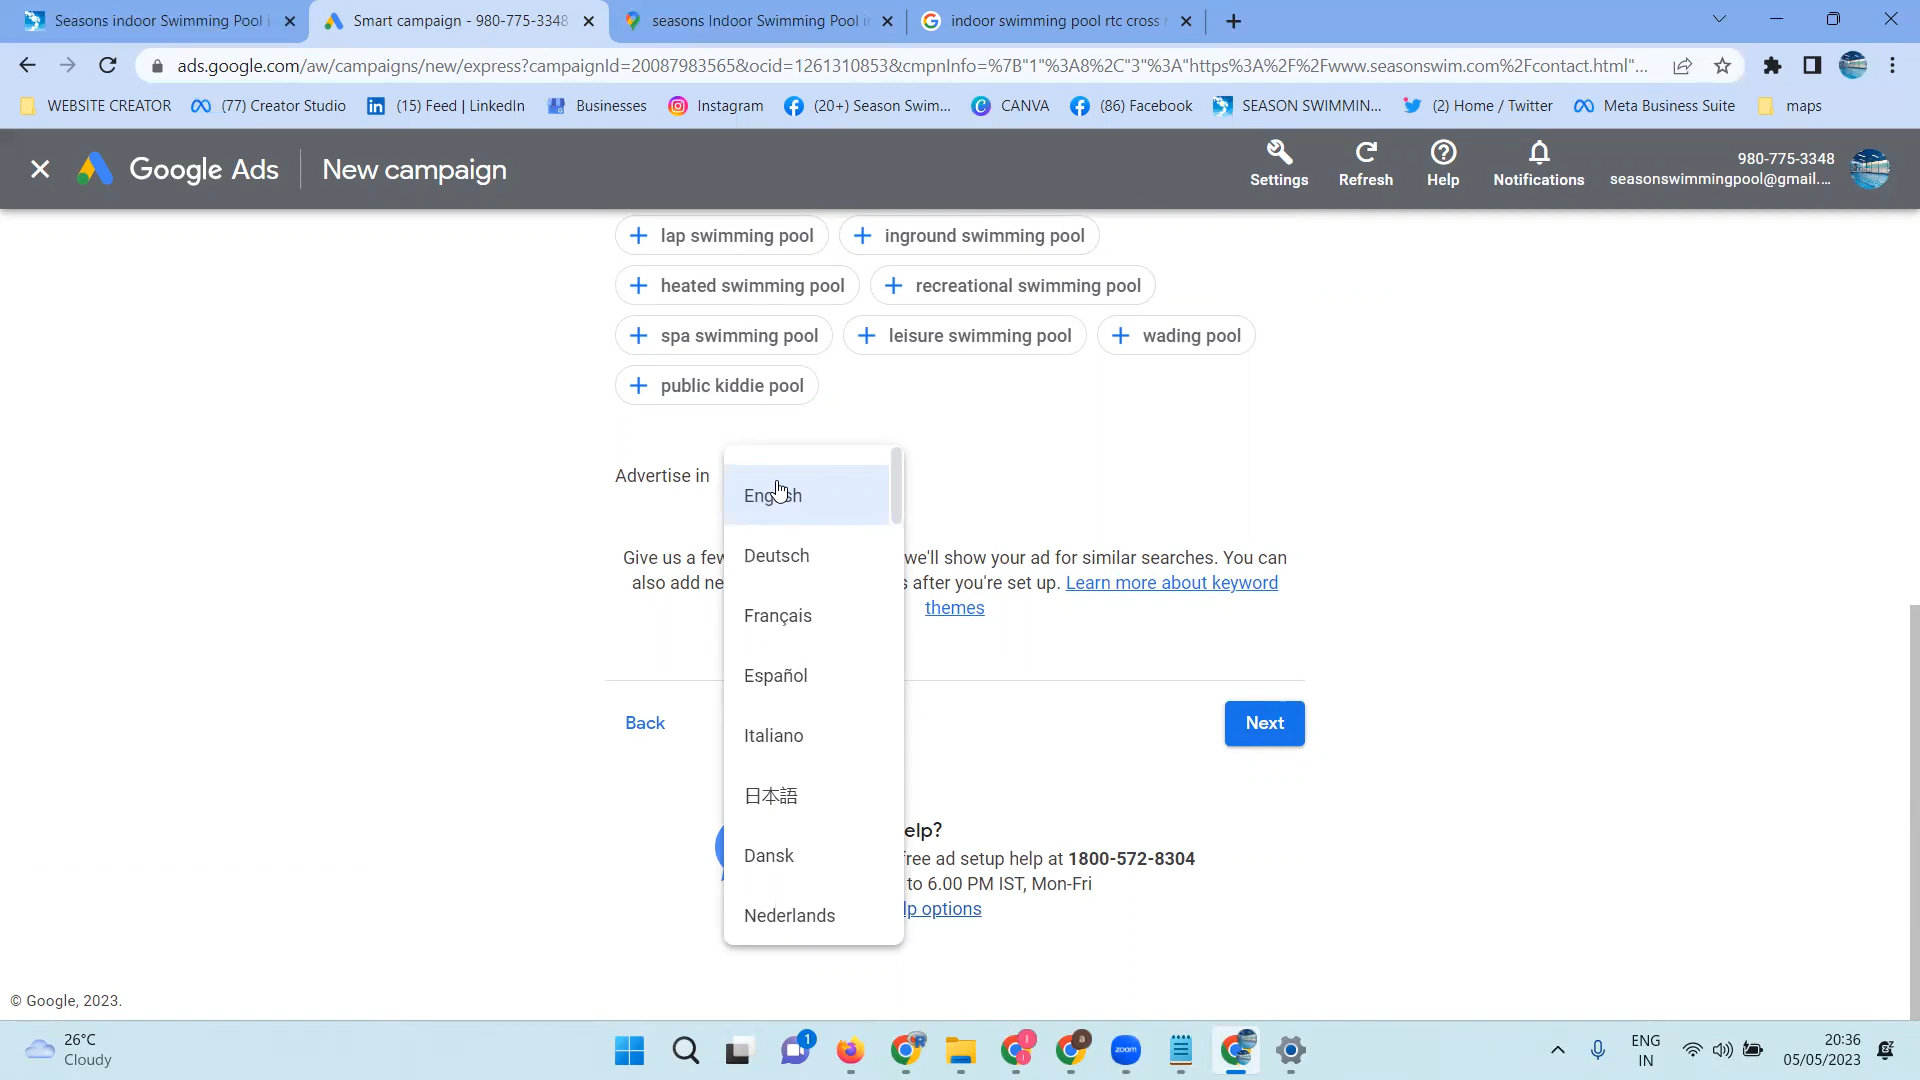 Seasons indoor Swimming Pool i
Smart campaign - 980-775-3348
seasons Indoor Swimming Pool in
indoor swimming pool rtc cross r
ads.google.com/aw/campaigns/new/express?campaignId=20087983565&ocid=1261310853&cmpnInfo=%7B"1"%3A8%2C"3"%3A"https%3A%2F%2Fwww.seasonswim.com%2Fcontact.html"...
WEBSITE CREATOR
(77) Creator Studio
(15) Feed | LinkedIn
Businesses
Instagram
(20+) Season Swim...
CANVA
(86) Facebook
SEASON SWIMMIN...
(2) Home / Twitter
Meta Business Suite
maps
Google Ads
New campaign
Settings
Refresh
Help
Notifications
980-775-3348
seasonswimmingpool@gmail....
lap swimming pool
inground swimming pool
heated swimming pool
recreational swimming pool
spa swimming pool
leisure swimming pool
wading pool
public kiddie pool
Advertise in
English
Deutsch
Français
Español
Italiano
日本語
Dansk
Nederlands
Give us a few we'll show your ad for similar searches. You can
also add ne s after you're set up. Learn more about keyword
themes
Back
Next
elp?
free ad setup help at 1800-572-8304
to 6.00 PM IST, Mon-Fri
lp options
© Google, 2023.
26°C
Cloudy
1
zoom
ENG
IN
20:36
05/05/2023